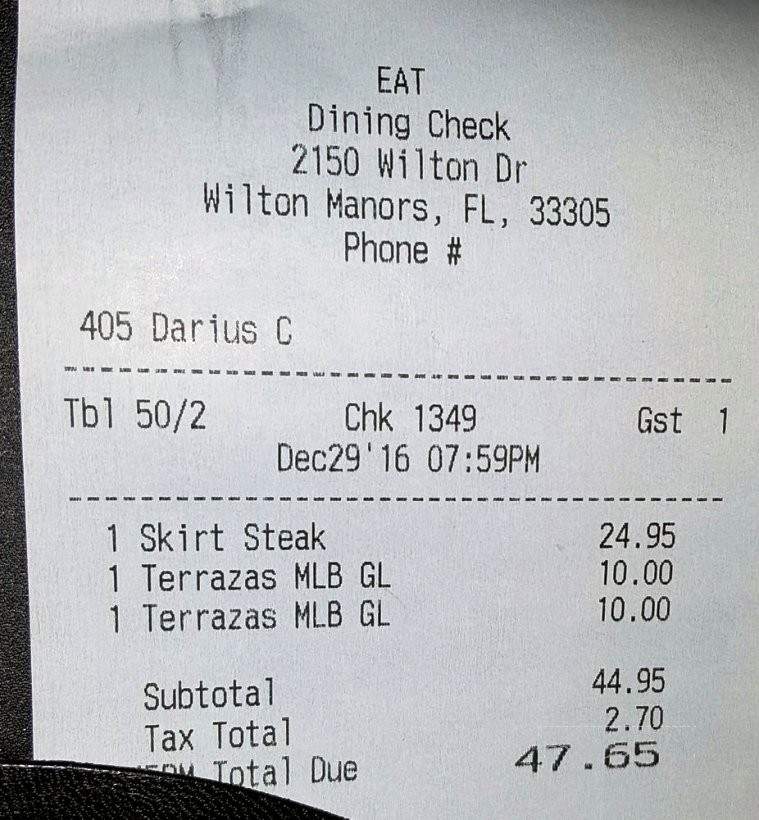 EAT
Dining Check
2150 Wilton Dr
Wilton Manors, FL, 33305
Phone #
405 Darius C
Tbl 50/2 Chk 1349 Gst 1
Dec29'16 07:59PM
1 Skirt Steak 24.95
1 Terrazas MLB GL 10.00
1 Terrazas MLB GL 10.00
Subtotal 44.95
Tax Total 2.70
Total Due 47.65